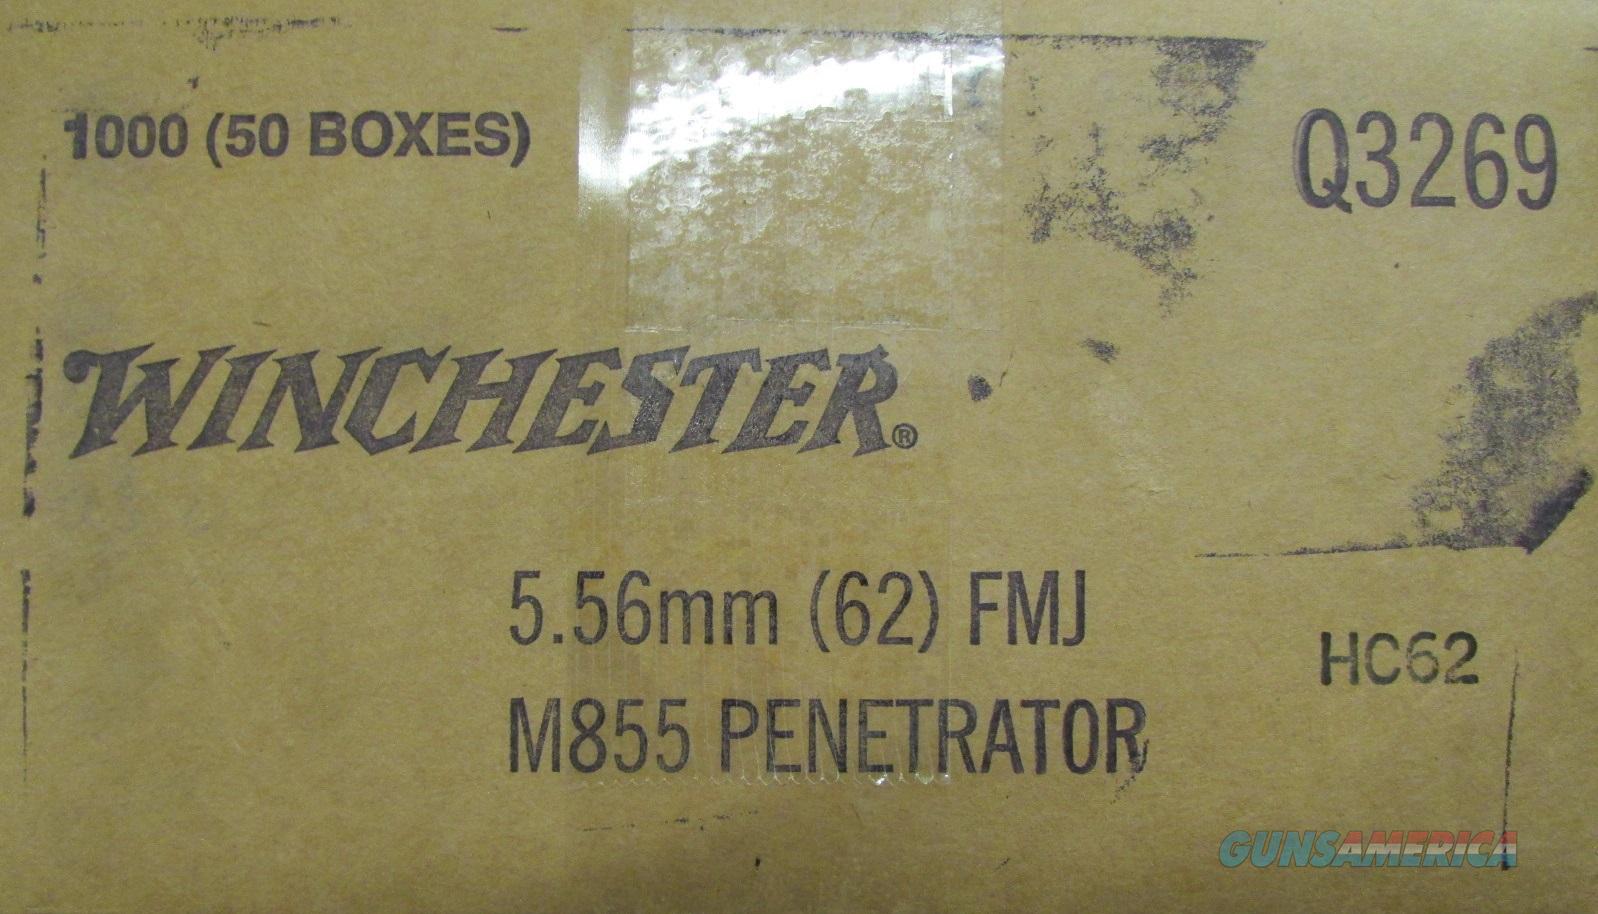 1000 (50 BOXES)
Q3269
WINCHESTER®
5.56mm (62) FMJ
HC62
M855 PENETRATOR
GUNSAMERICA